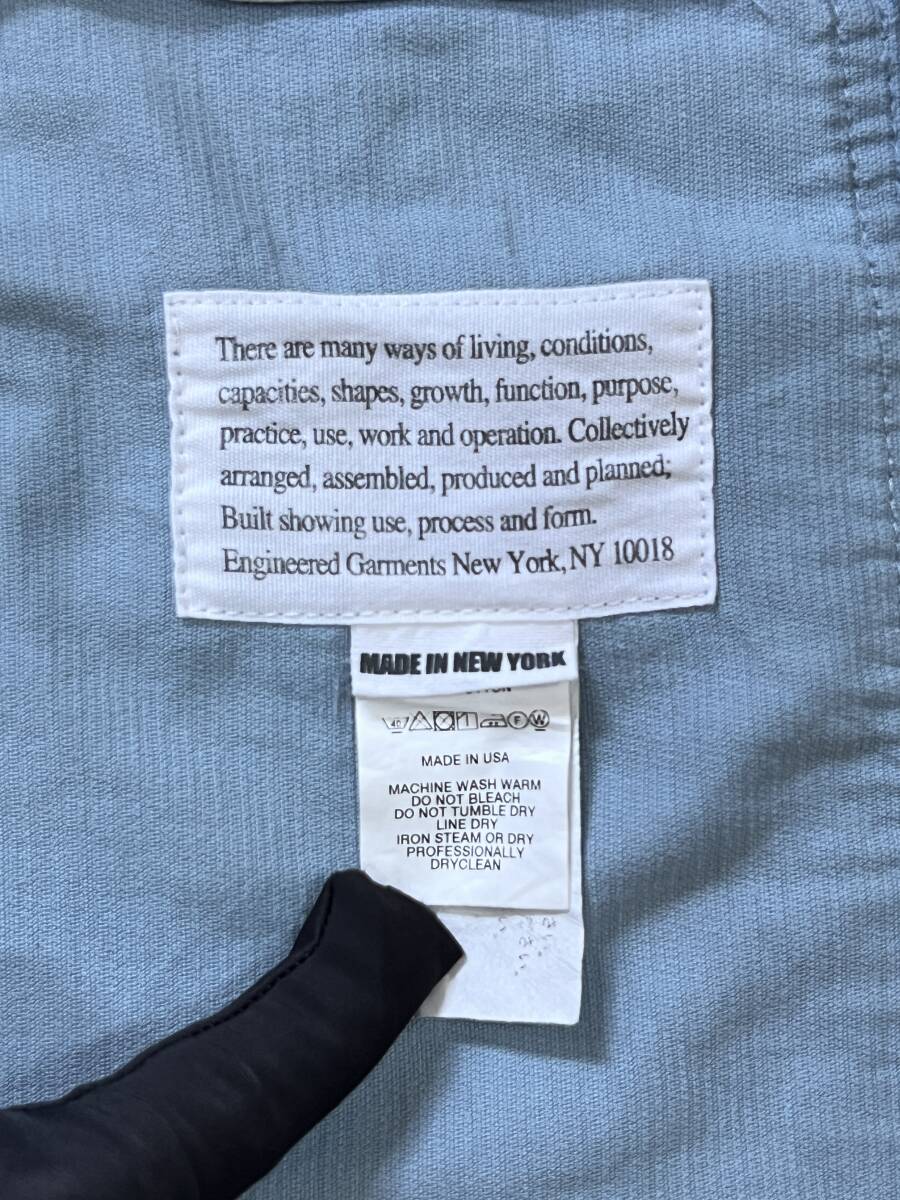 There are many ways of living, conditions,
capacities, shapes, growth, function, purpose,
practice, use, work and operation. Collectively
arranged, assembled, produced and planned;
Built showing use, process and form.
Engineered Garments New York, NY 10018
MADE IN NEW YORK
40 F W
MADE IN USA
MACHINE WASH WARM
DO NOT BLEACH
DO NOT TUMBLE DRY
LINE DRY
IRON STEAM OR DRY
PROFESSIONALLY
DRYCLEAN